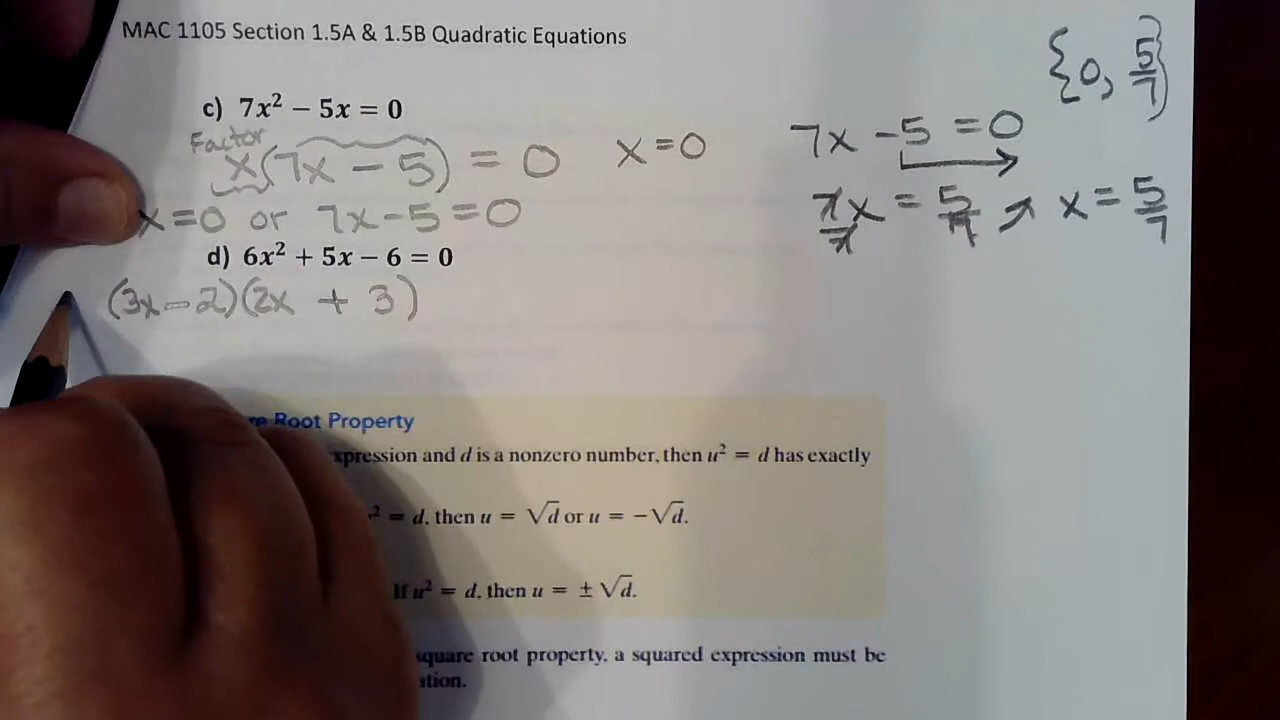 MAC 1105 Section 1.5A & 1.5B Quadratic Equations
{0, 5/7}
c) 7x² − 5x = 0
Factor
x(7x − 5) = 0
x=0
x=0 or 7x−5=0
7x −5 =0
7x/7 = 5/7 → x = 5/7
d) 6x² + 5x − 6 = 0
(3x−2)(2x + 3)
Root Property
expression and d is a nonzero number, then u² = d has exactly
² = d, then u = √d or u = −√d.
If u² = d, then u = ± √d.
square root property, a squared expression must be